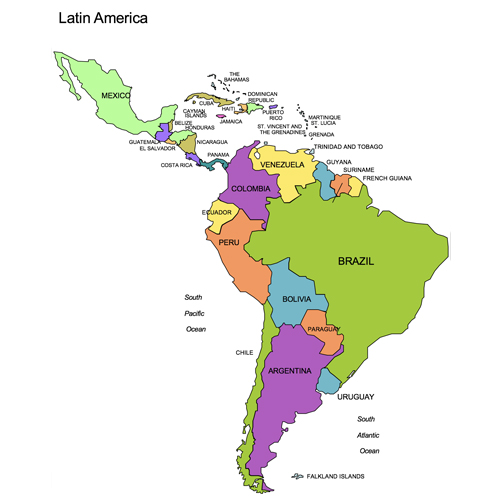 Latin America
THE
BAHAMAS
MEXICO
CUBA
DOMINICAN
REPUBLIC
CAYMAN
ISLANDS
HAITI
PUERTO
RICO
JAMAICA
MARTINIQUE
ST. LUCIA
BELIZE
HONDURAS
ST. VINCENT AND
THE GRENADINES
GRENADA
GUATEMALA
NICARAGUA
EL SALVADOR
TRINIDAD AND TOBAGO
PANAMA
COSTA RICA
VENEZUELA
GUYANA
SURINAME
FRENCH GUIANA
COLOMBIA
ECUADOR
PERU
BRAZIL
BOLIVIA
South
Pacific
Ocean
PARAGUAY
CHILE
ARGENTINA
URUGUAY
South
Atlantic
Ocean
FALKLAND ISLANDS